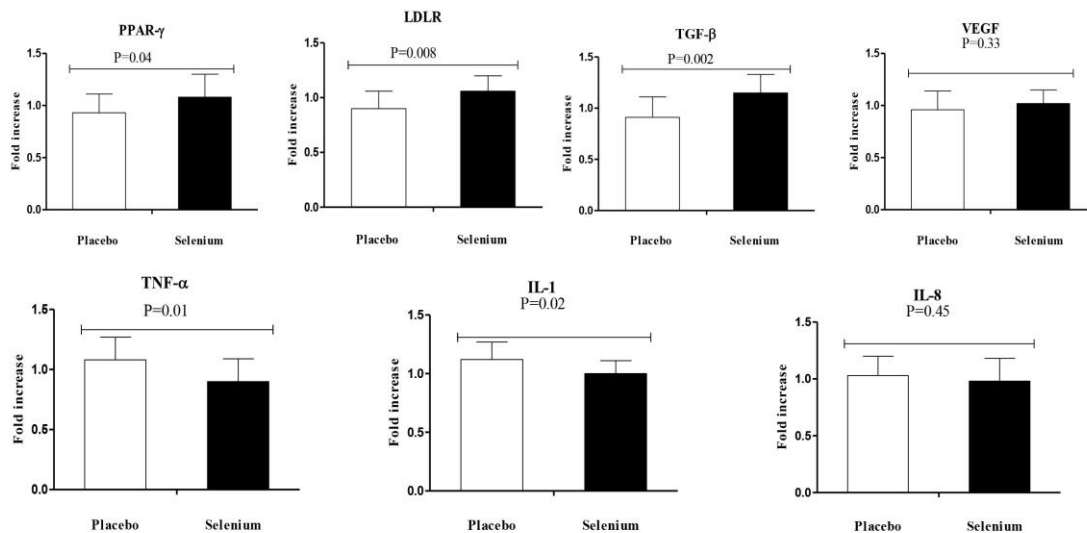 PPAR-γ
P=0.04
Fold increase
1.5
1.0
0.5
0.0
Placebo Selenium
LDLR
P=0.008
Fold increase
1.5
1.0
0.5
0.0
Placebo Selenium
TGF-β
P=0.002
Fold increase
1.5
1.0
0.5
0.0
Placebo Selenium
VEGF
P=0.33
Fold increase
1.5
1.0
0.5
0.0
Placebo Selenium
TNF-α
P=0.01
Fold increase
1.5
1.0
0.5
0.0
Placebo Selenium
IL-1
P=0.02
Fold increase
1.5
1.0
0.5
0.0
Placebo Selenium
IL-8
P=0.45
Fold increase
1.5
1.0
0.5
0.0
Placebo Selenium